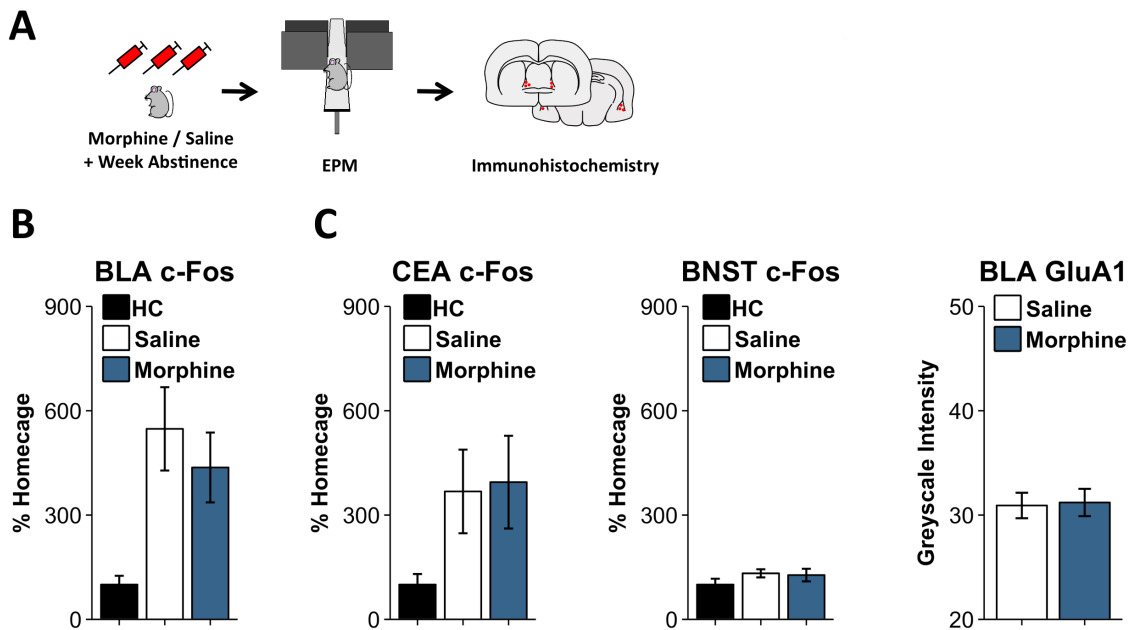 A
Morphine / Saline
+ Week Abstinence
EPM
Immunohistochemistry
B
BLA c-Fos
% Homecage
900
600
300
0
HC
Saline
Morphine
C
CEA c-Fos
% Homecage
900
600
300
0
HC
Saline
Morphine
BNST c-Fos
% Homecage
900
600
300
0
HC
Saline
Morphine
BLA GluA1
Greyscale Intensity
50
40
30
20
Saline
Morphine